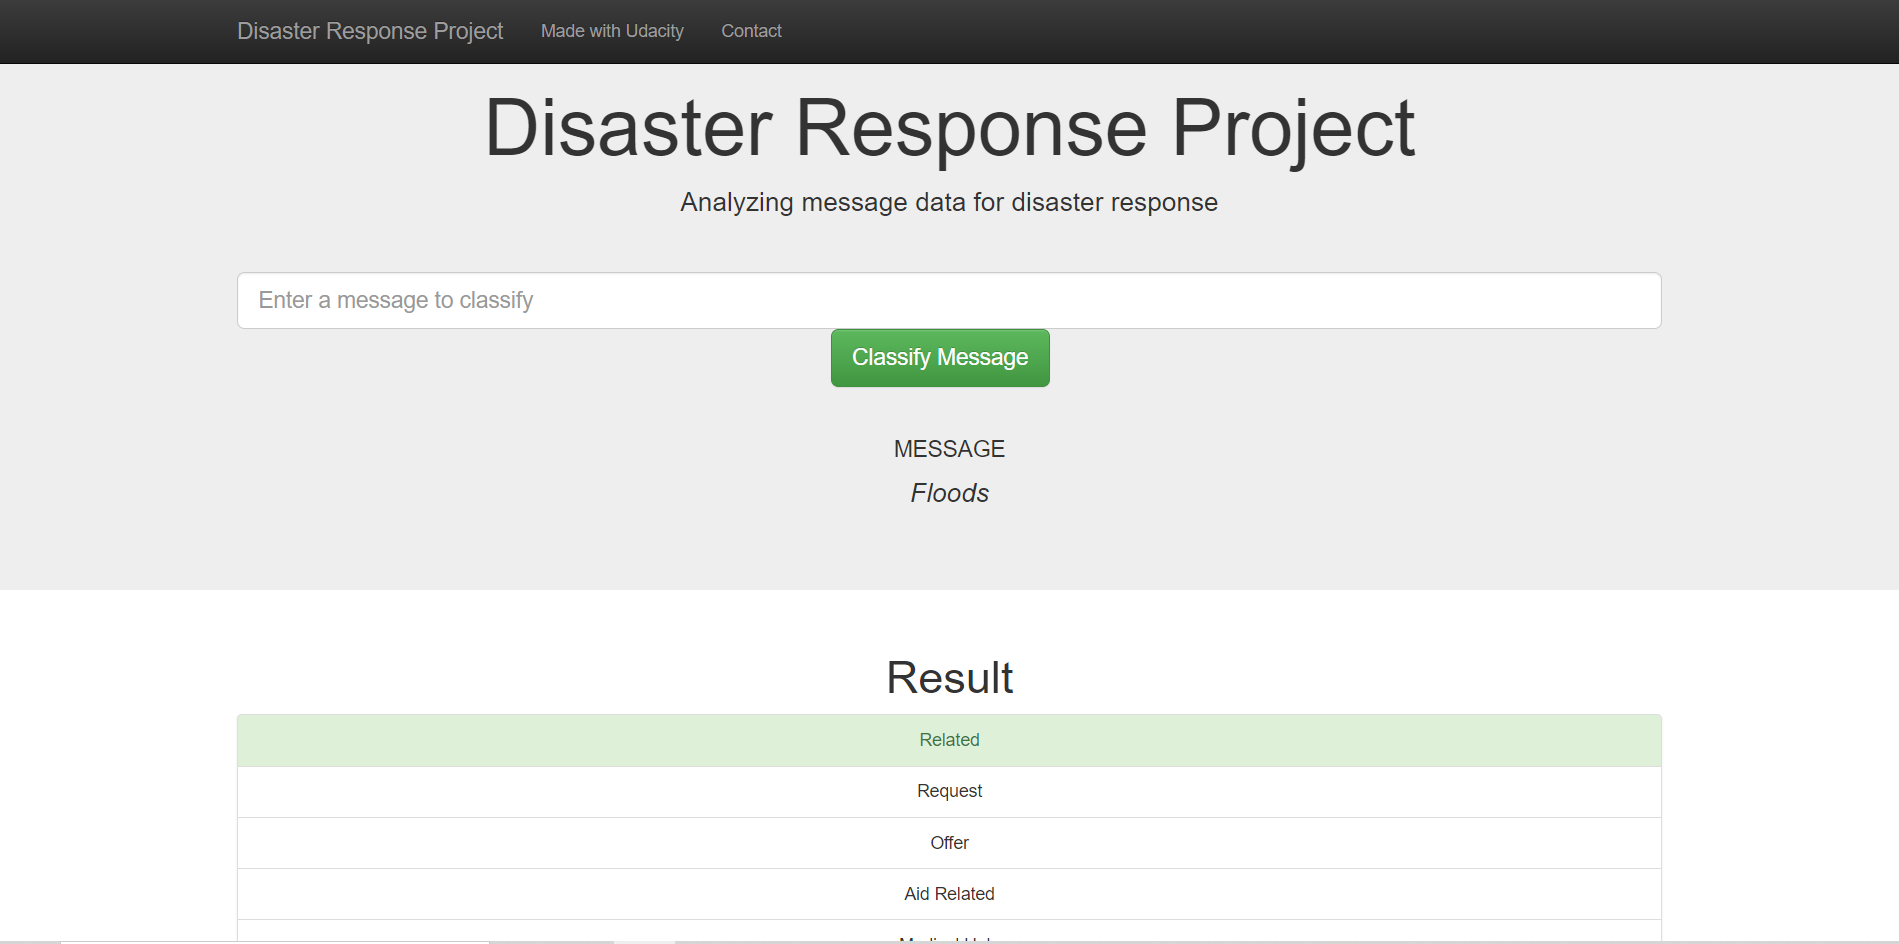 Disaster Response Project Made with Udacity Contact
Disaster Response Project
Analyzing message data for disaster response
Enter a message to classify
Classify Message
MESSAGE
Floods
Result
Related
Request
Offer
Aid Related